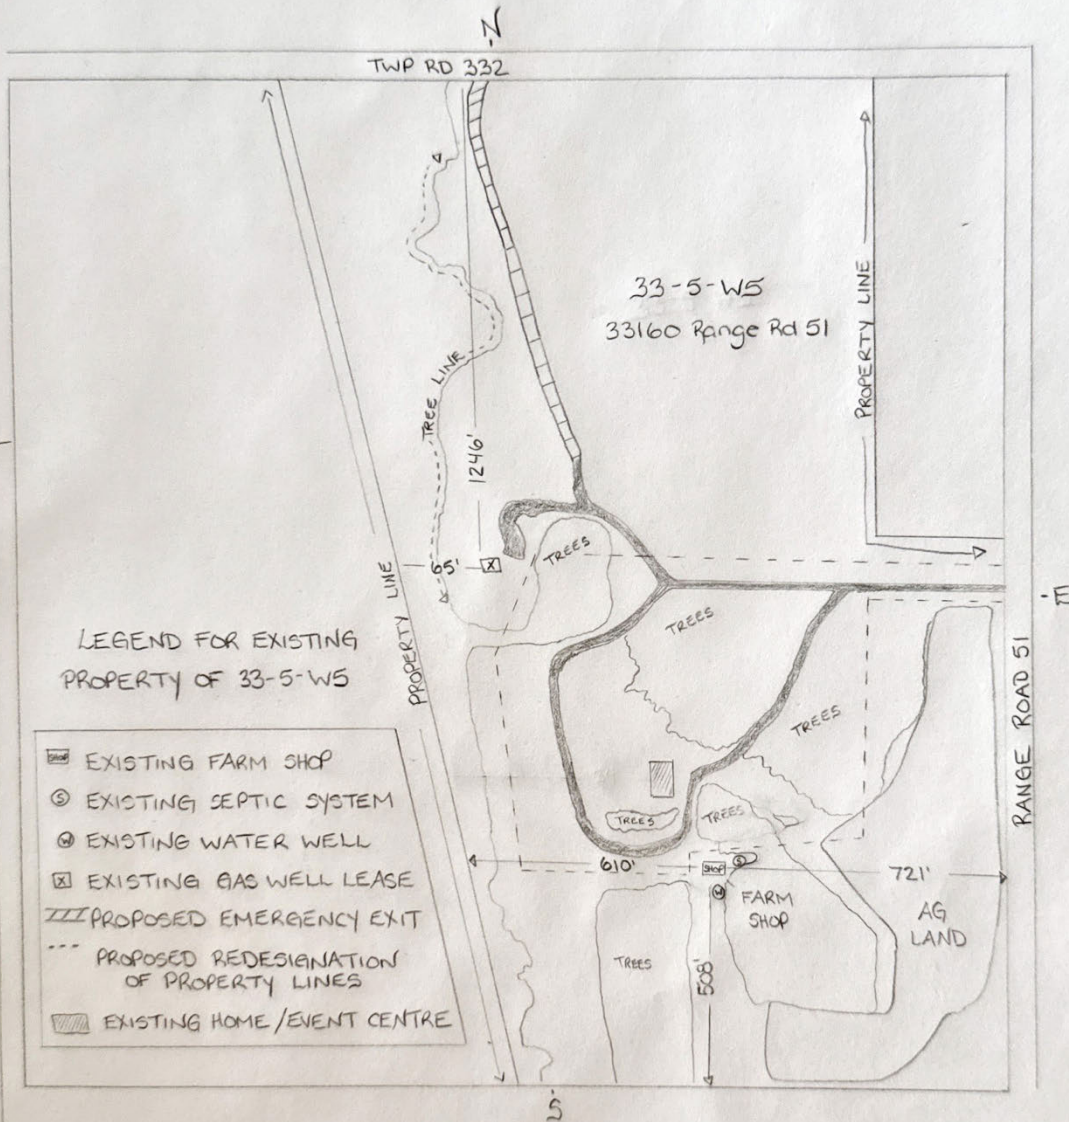 N
TWP RD 332
33-5-W5
33160 Range Rd 51
PROPERTY LINE
TREE LINE
1246'
65'
X
TREES
E
PROPERTY LINE
TREES
RANGE ROAD 51
TREES
LEGEND FOR EXISTING
PROPERTY OF 33-5-W5
SHOP EXISTING FARM SHOP
S EXISTING SEPTIC SYSTEM
W EXISTING WATER WELL
X EXISTING GAS WELL LEASE
PROPOSED EMERGENCY EXIT
PROPOSED REDESIGNATION
OF PROPERTY LINES
EXISTING HOME/EVENT CENTRE
TREES
TREES
610'
SHOP
S
721'
W
FARM
SHOP
AG
LAND
TREES
508'
S